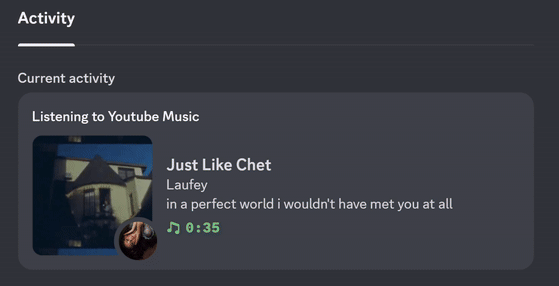 Activity
Current activity
Listening to Youtube Music
Just Like Chet
Laufey
in a perfect world i wouldn't have met you at all
0:35